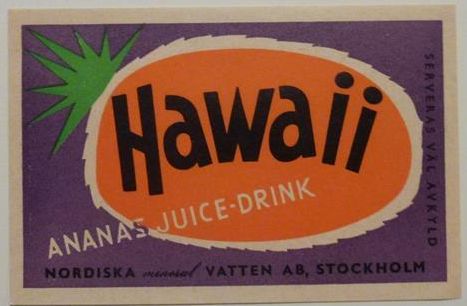 Hawaii
ANANAS JUICE-DRINK
NORDISKA mineral VATTEN AB, STOCKHOLM
SERVERAS VÄL AVKYLD